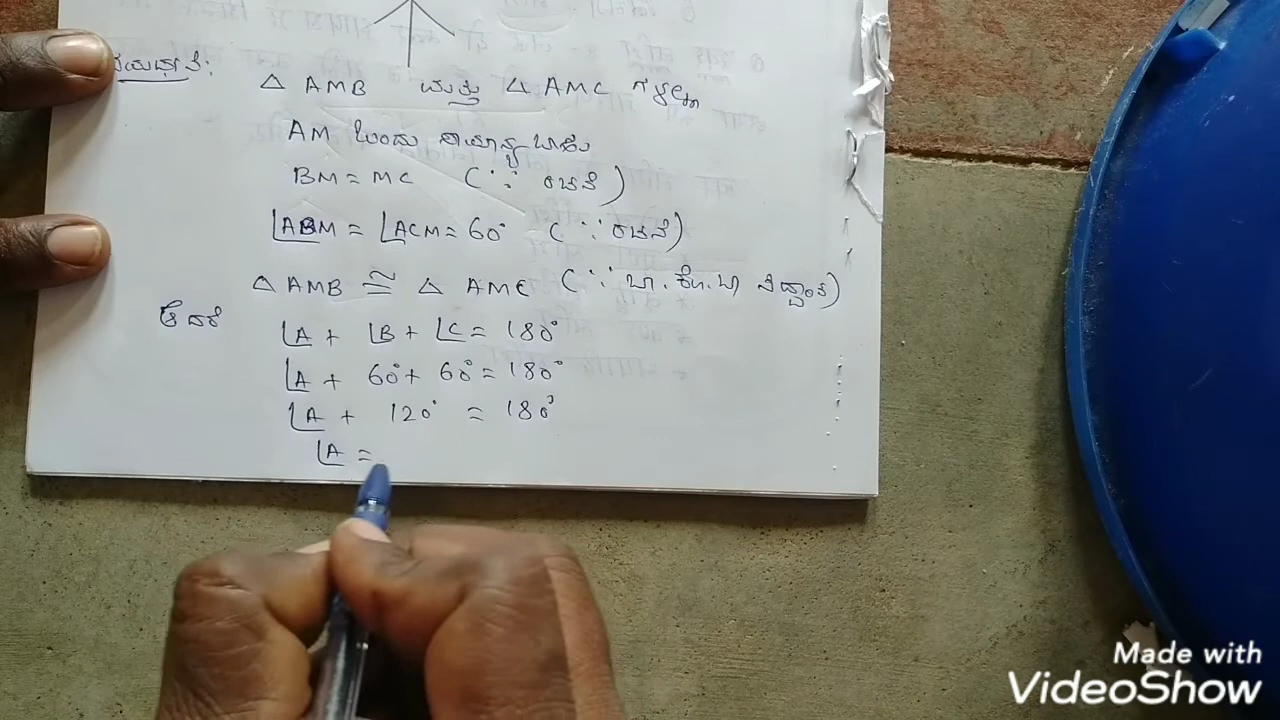 △ AMB ಮತ್ತು △ AMC ಗಳಲ್ಲಿ
AM ಒಂದು ಸಾಮಾನ್ಯ ಬಾಹು
BM = MC (∵ ರಚನೆ)
∠ABM = ∠ACM = 60° (∵ ರಚನೆ)
△ AMB ≅ △ AMC (∵ ಬಾ.ಕೋ.ಬಾ ಸಿದ್ಧಾಂತ)
ಆದರೆ ∠A + ∠B + ∠C = 180°
∠A + 60° + 60° = 180°
∠A + 120° = 180°
∠A =
Made with
VideoShow